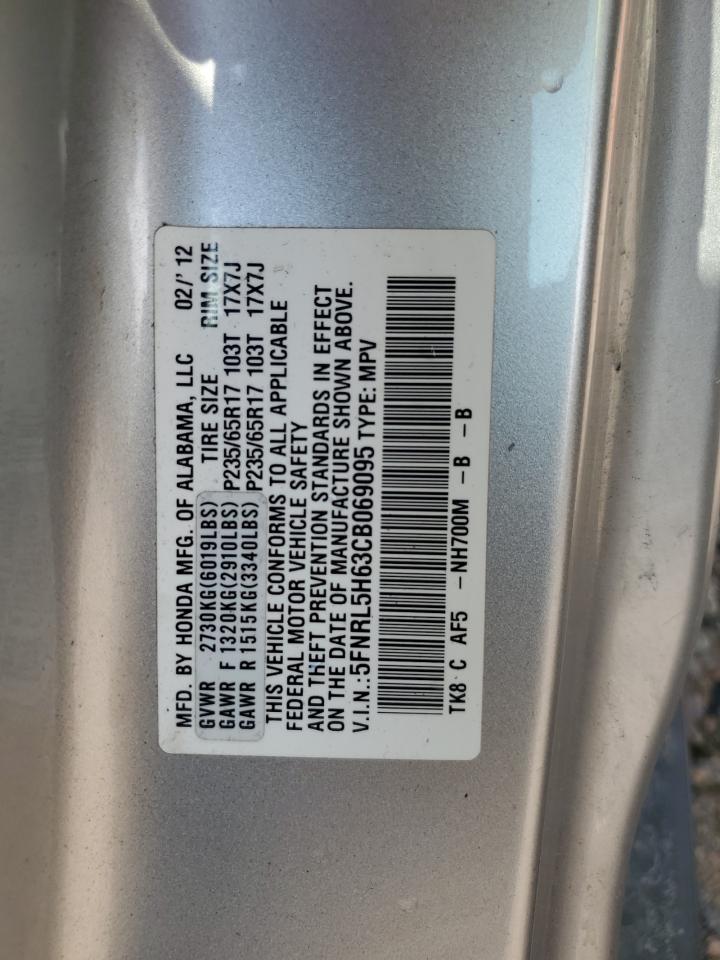 MFD. BY HONDA MFG. OF ALABAMA, LLC 02/'12
GVWR 2730KG(6019LBS) TIRE SIZE RIM SIZE
GAWR F 1320KG(2910LBS) P235/65R17 103T 17X7J
GAWR R 1515KG(3340LBS) P235/65R17 103T 17X7J
THIS VEHICLE CONFORMS TO ALL APPLICABLE
FEDERAL MOTOR VEHICLE SAFETY
AND THEFT PREVENTION STANDARDS IN EFFECT
ON THE DATE OF MANUFACTURE SHOWN ABOVE.
V.I.N.:5FNRL5H63CB069095 TYPE: MPV
TK8 C AF5 -NH700M -B -B